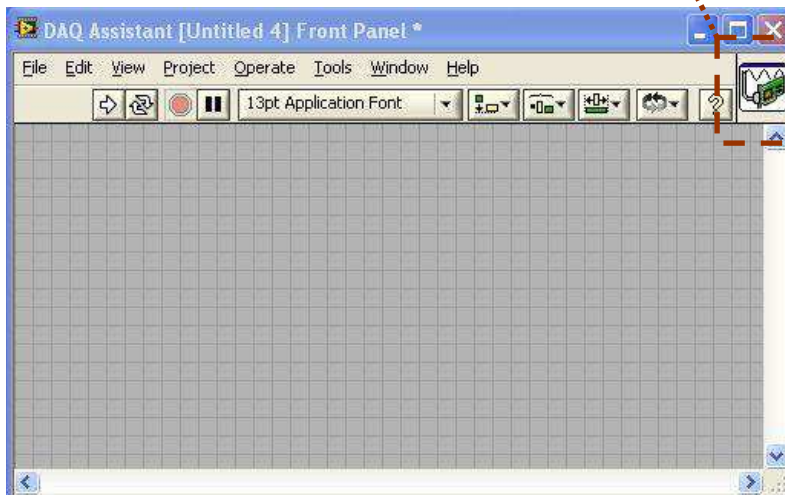 DAQ Assistant [Untitled 4] Front Panel *
File Edit View Project Operate Tools Window Help
13pt Application Font ?